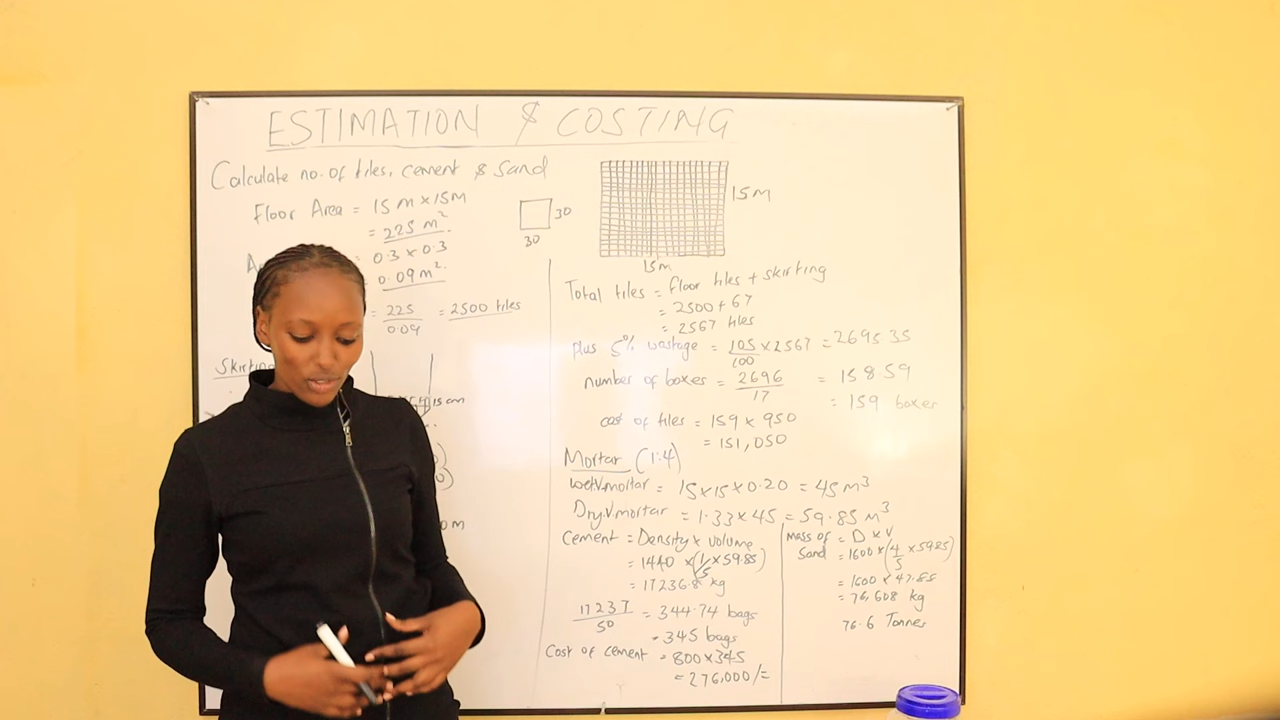 ESTIMATION & COSTING
Calculate no. of tiles, cement & sand
Floor Area = 15 m x 15M
= 225 m²
= 0.3 x 0.3
0.09 m²
= 225/0.09 = 2500 tiles
Skirting
15 cm
30
30
15M
15m
Total tiles = floor tiles + skirting
= 2500 + 67
= 2567 tiles
plus 5% wastage = 105/100 x 2567 = 2695.35
number of boxes = 2696/17 = 158 59
= 159 boxes
cost of tiles = 159 x 950
= 151,050
Mortar (1:4)
wet.V.mortar = 15x15x0.20 = 45 m³
Dry.V.mortar = 1.33 x 45 = 59.85 m³
Cement = Density x volume
= 1440 x (1/5 x 59.85)
= 17236.8 kg
17237/50 = 344.74 bags
= 345 bags
Cost of cement = 800 x 345
= 276,000/=
Mass of sand = D x V
= 1600 x (4/5 x 59.85)
= 1600 x 47.88
= 76,608 kg
76.6 Tonnes